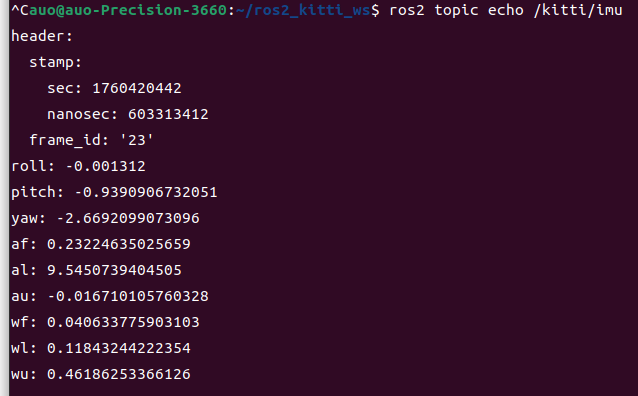 ^Cauo@auo-Precision-3660:~/ros2_kitti_ws$ ros2 topic echo /kitti/imu
header:
  stamp:
    sec: 1760420442
    nanosec: 603313412
  frame_id: '23'
roll: -0.001312
pitch: -0.9390906732051
yaw: -2.6692099073096
af: 0.23224635025659
al: 9.5450739404505
au: -0.016710105760328
wf: 0.040633775903103
wl: 0.11843244222354
wu: 0.46186253366126